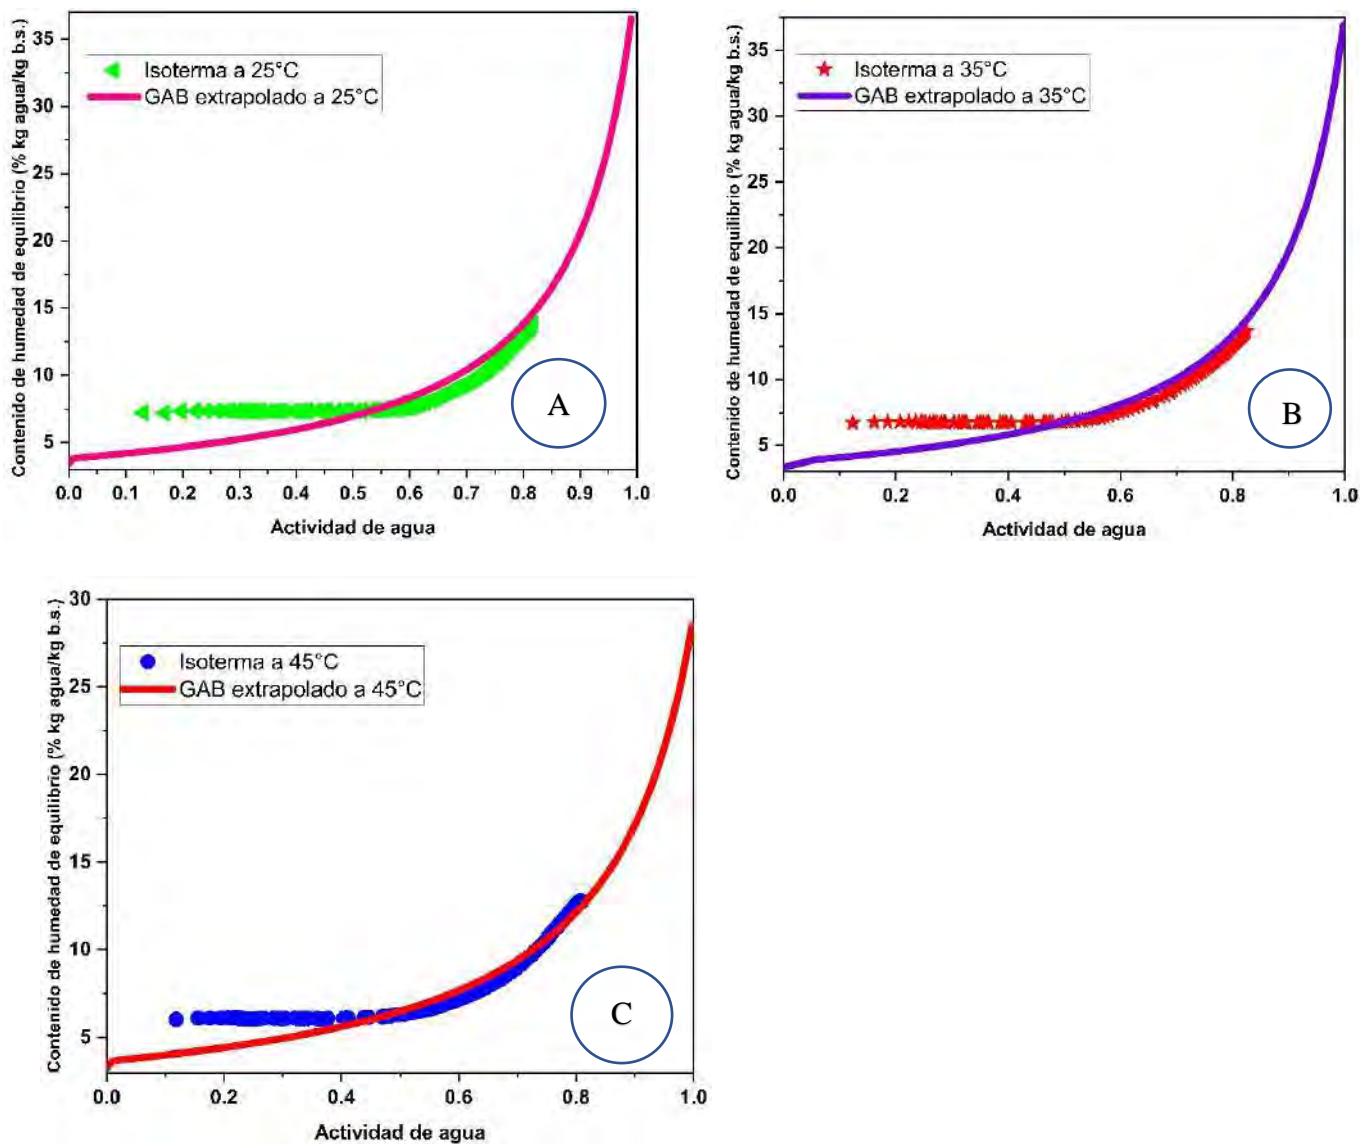 Contenido de humedad de equilibrio (% kg agua/kg b.s.)
35
30
25
20
15
10
5
Isoterma a 25°C
GAB extrapolado a 25°C
A
0.0 0.1 0.2 0.3 0.4 0.5 0.6 0.7 0.8 0.9 1.0
Actividad de agua
Contenido de humedad de equilibrio (% kg agua/kg b.s.)
35
30
25
20
15
10
5
Isoterma a 35°C
GAB extrapolado a 35°C
B
0.0 0.2 0.4 0.6 0.8 1.0
Actividad de agua
Contenido de humedad de equilibrio (% kg agua/kg b.s.)
30
25
20
15
10
5
Isoterma a 45°C
GAB extrapolado a 45°C
C
0.0 0.2 0.4 0.6 0.8 1.0
Actividad de agua